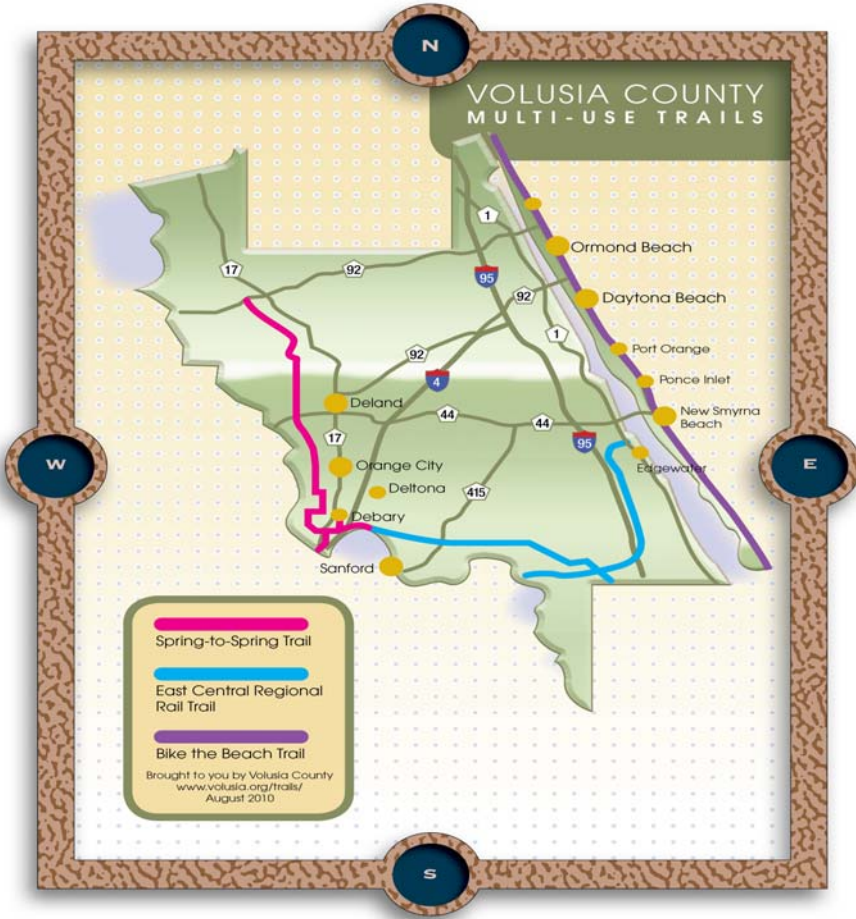 N
VOLUSIA COUNTY
MULTI-USE TRAILS
1
Ormond Beach
17
92
95
92
Daytona Beach
1
Port Orange
92
4
Ponce Inlet
Deland
44
44
New Smyrna
Beach
17
95
W
E
Orange City
Edgewater
Deltona
415
Debary
Sanford
Spring-to-Spring Trail
East Central Regional
Rail Trail
Bike the Beach Trail
Brought to you by Volusia County
www.volusia.org/trails/
August 2010
S